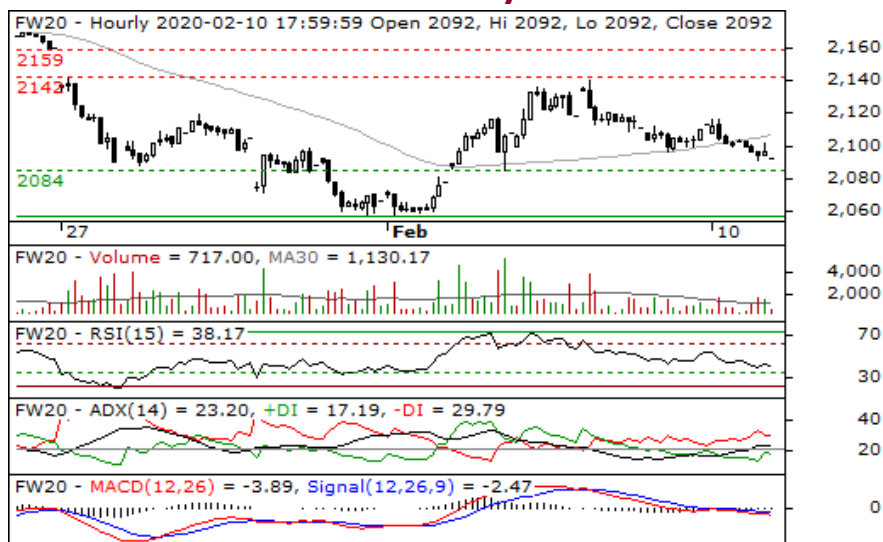 FW20 - Hourly 2020-02-10 17:59:59 Open 2092, Hi 2092, Lo 2092, Close 2092
2,160
2159
2,140
2142
2,120
2,100
2084
2,080
2,060
27 Feb 10
FW20 - Volume = 717.00, MA30 = 1,130.17
4,000
2,000
FW20 - RSI(15) = 38.17
70
30
FW20 - ADX(14) = 23.20, +DI = 17.19, -DI = 29.79
40
20
FW20 - MACD(12,26) = -3.89, Signal(12,26,9) = -2.47
0